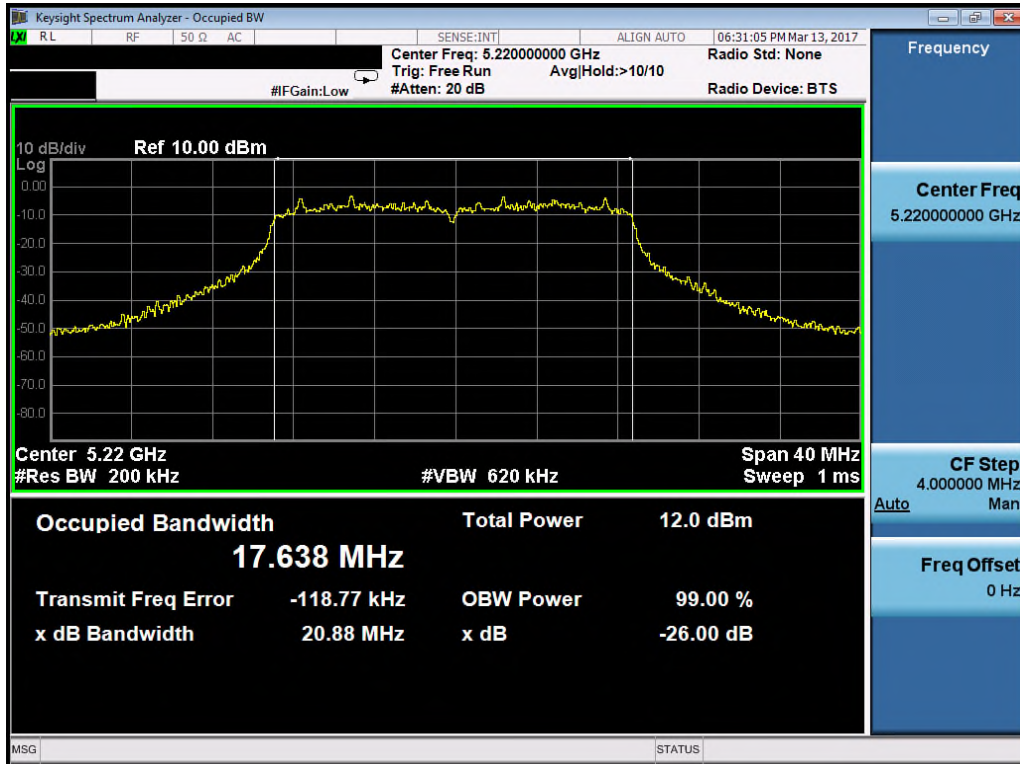 Keysight Spectrum Analyzer - Occupied BW
LXI RL RF 50 Ω AC SENSE:INT ALIGN AUTO 06:31:05 PM Mar 13, 2017
Center Freq: 5.220000000 GHz Radio Std: None
Trig: Free Run Avg|Hold:>10/10
#IFGain:Low #Atten: 20 dB Radio Device: BTS
10 dB/div Ref 10.00 dBm
Log
0.00
-10.0
-20.0
-30.0
-40.0
-50.0
-60.0
-70.0
-80.0
Center 5.22 GHz Span 40 MHz
#Res BW 200 kHz #VBW 620 kHz Sweep 1 ms
Occupied Bandwidth Total Power 12.0 dBm
17.638 MHz
Transmit Freq Error -118.77 kHz OBW Power 99.00 %
x dB Bandwidth 20.88 MHz x dB -26.00 dB
MSG STATUS
Frequency
Center Freq
5.220000000 GHz
CF Step
4.000000 MHz
Auto Man
Freq Offset
0 Hz